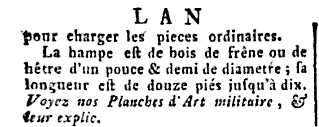 LAN
pour charger les pieces ordinaires.
La hampe eſt de bois de frêne ou de
hêtre d'un pouce & demi de diametre ; ſa
longueur eſt de douze piés juſqu'à dix.
Voyez nos Planches d'Art militaire, &
leur explic.